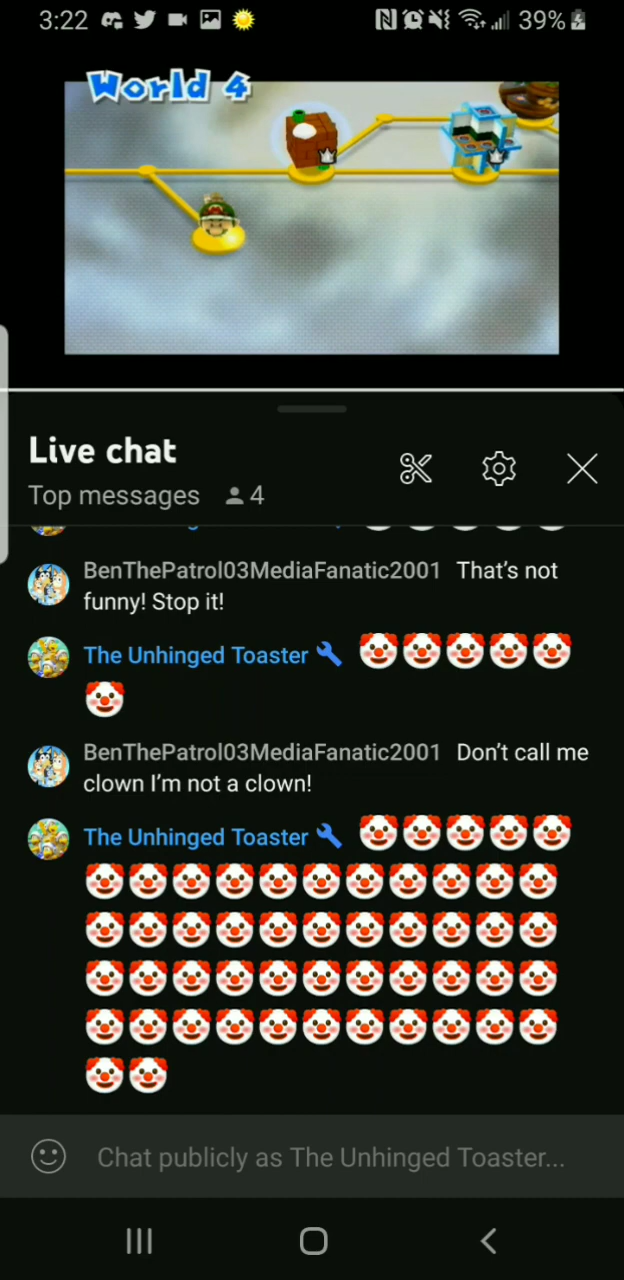 3:22
39%
World 4
Live chat
Top messages 4
BenThePatrol03MediaFanatic2001 That's not
funny! Stop it!
The Unhinged Toaster 🤡🤡🤡🤡🤡
🤡
BenThePatrol03MediaFanatic2001 Don't call me
clown I'm not a clown!
The Unhinged Toaster 🤡🤡🤡🤡🤡
🤡🤡🤡🤡🤡🤡🤡🤡🤡🤡🤡
🤡🤡🤡🤡🤡🤡🤡🤡🤡🤡🤡
🤡🤡🤡🤡🤡🤡🤡🤡🤡🤡🤡
🤡🤡🤡🤡🤡🤡🤡🤡🤡🤡🤡
🤡🤡
Chat publicly as The Unhinged Toaster...